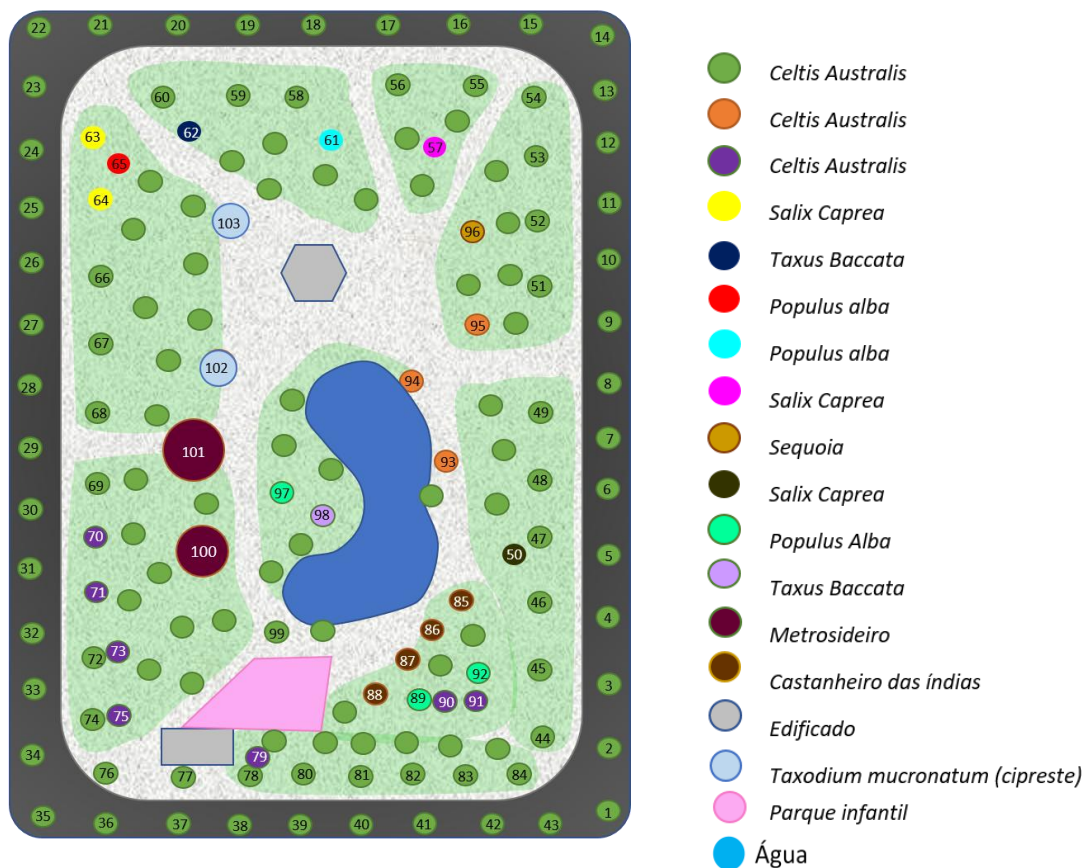 22 21 20 19 18 17 16 15 14
23 60 59 58 56 55 54 13
24 63 65 62 61 57 53 12
25 64 103 96 52 11
26 66 51 10
27 67 102 95 9
28 68 94 49 8
29 101 93 48 7
30 69 97 98 6
31 70 100 50 47 5
32 71 99 85 86 46 4
33 72 73 87 88 89 90 91 92 45 3
34 74 75 79 44 2
76 77 78 80 81 82 83 84
35 36 37 38 39 40 41 42 43 1
Celtis Australis
Celtis Australis
Celtis Australis
Salix Caprea
Taxus Baccata
Populus alba
Populus alba
Salix Caprea
Sequoia
Salix Caprea
Populus Alba
Taxus Baccata
Metrosideiro
Castanheiro das índias
Edificado
Taxodium mucronatum (cipreste)
Parque infantil
Água